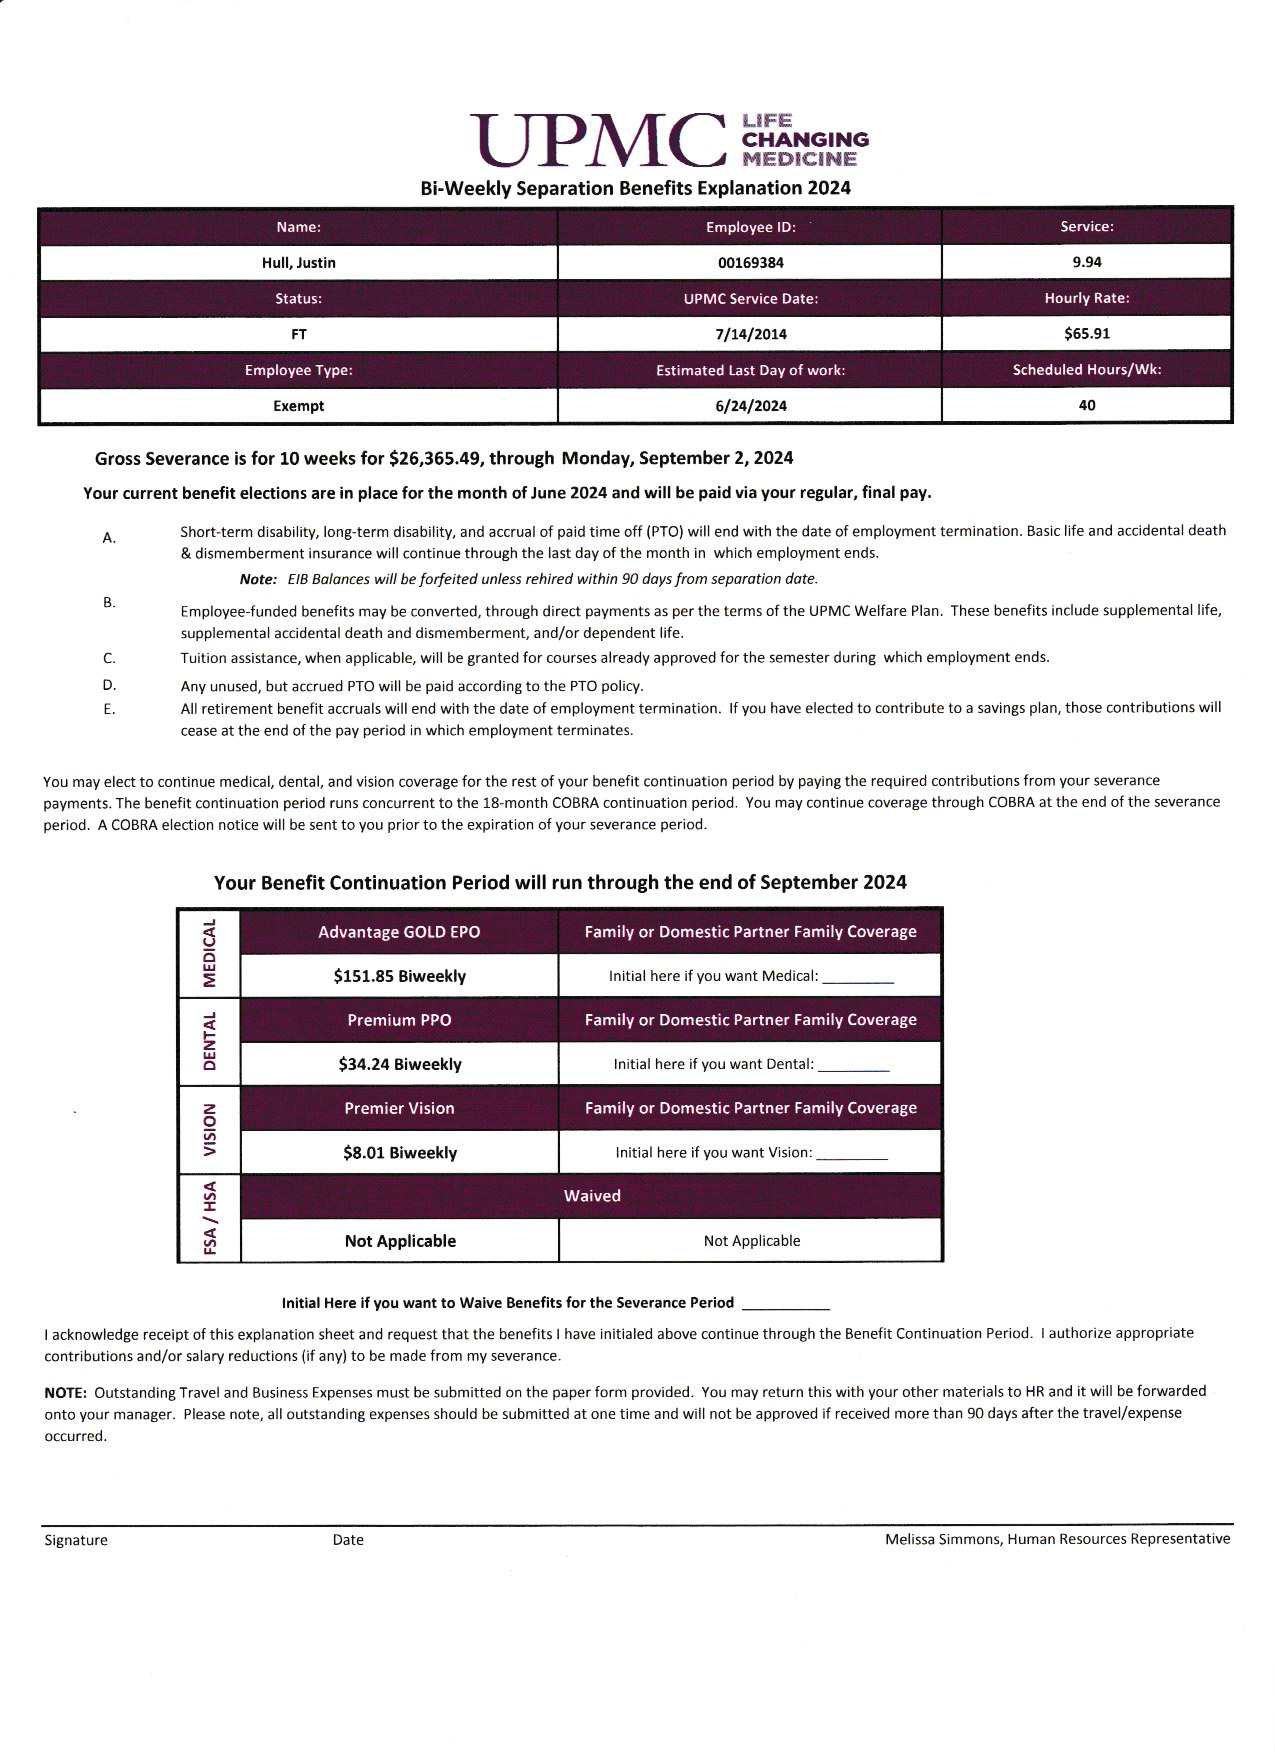 UPMC LIFE CHANGING MEDICINE
Bi-Weekly Separation Benefits Explanation 2024
Name: Employee ID: Service:
Hull, Justin 00169384 9.94
Status: UPMC Service Date: Hourly Rate:
FT 7/14/2014 $65.91
Employee Type: Estimated Last Day of work: Scheduled Hours/Wk:
Exempt 6/24/2024 40
Gross Severance is for 10 weeks for $26,365.49, through Monday, September 2, 2024
Your current benefit elections are in place for the month of June 2024 and will be paid via your regular, final pay.
A. Short-term disability, long-term disability, and accrual of paid time off (PTO) will end with the date of employment termination. Basic life and accidental death
& dismemberment insurance will continue through the last day of the month in which employment ends.
Note: EIB Balances will be forfeited unless rehired within 90 days from separation date.
B. Employee-funded benefits may be converted, through direct payments as per the terms of the UPMC Welfare Plan. These benefits include supplemental life,
supplemental accidental death and dismemberment, and/or dependent life.
C. Tuition assistance, when applicable, will be granted for courses already approved for the semester during which employment ends.
D. Any unused, but accrued PTO will be paid according to the PTO policy.
E. All retirement benefit accruals will end with the date of employment termination. If you have elected to contribute to a savings plan, those contributions will
cease at the end of the pay period in which employment terminates.
You may elect to continue medical, dental, and vision coverage for the rest of your benefit continuation period by paying the required contributions from your severance
payments. The benefit continuation period runs concurrent to the 18-month COBRA continuation period. You may continue coverage through COBRA at the end of the severance
period. A COBRA election notice will be sent to you prior to the expiration of your severance period.
Your Benefit Continuation Period will run through the end of September 2024
MEDICAL
Advantage GOLD EPO Family or Domestic Partner Family Coverage
$151.85 Biweekly Initial here if you want Medical: _________
DENTAL
Premium PPO Family or Domestic Partner Family Coverage
$34.24 Biweekly Initial here if you want Dental: _________
VISION
Premier Vision Family or Domestic Partner Family Coverage
$8.01 Biweekly Initial here if you want Vision: _________
FSA / HSA
Waived
Not Applicable Not Applicable
Initial Here if you want to Waive Benefits for the Severance Period ___________
I acknowledge receipt of this explanation sheet and request that the benefits I have initialed above continue through the Benefit Continuation Period. I authorize appropriate
contributions and/or salary reductions (if any) to be made from my severance.
NOTE: Outstanding Travel and Business Expenses must be submitted on the paper form provided. You may return this with your other materials to HR and it will be forwarded
onto your manager. Please note, all outstanding expenses should be submitted at one time and will not be approved if received more than 90 days after the travel/expense
occurred.
Signature Date Melissa Simmons, Human Resources Representative